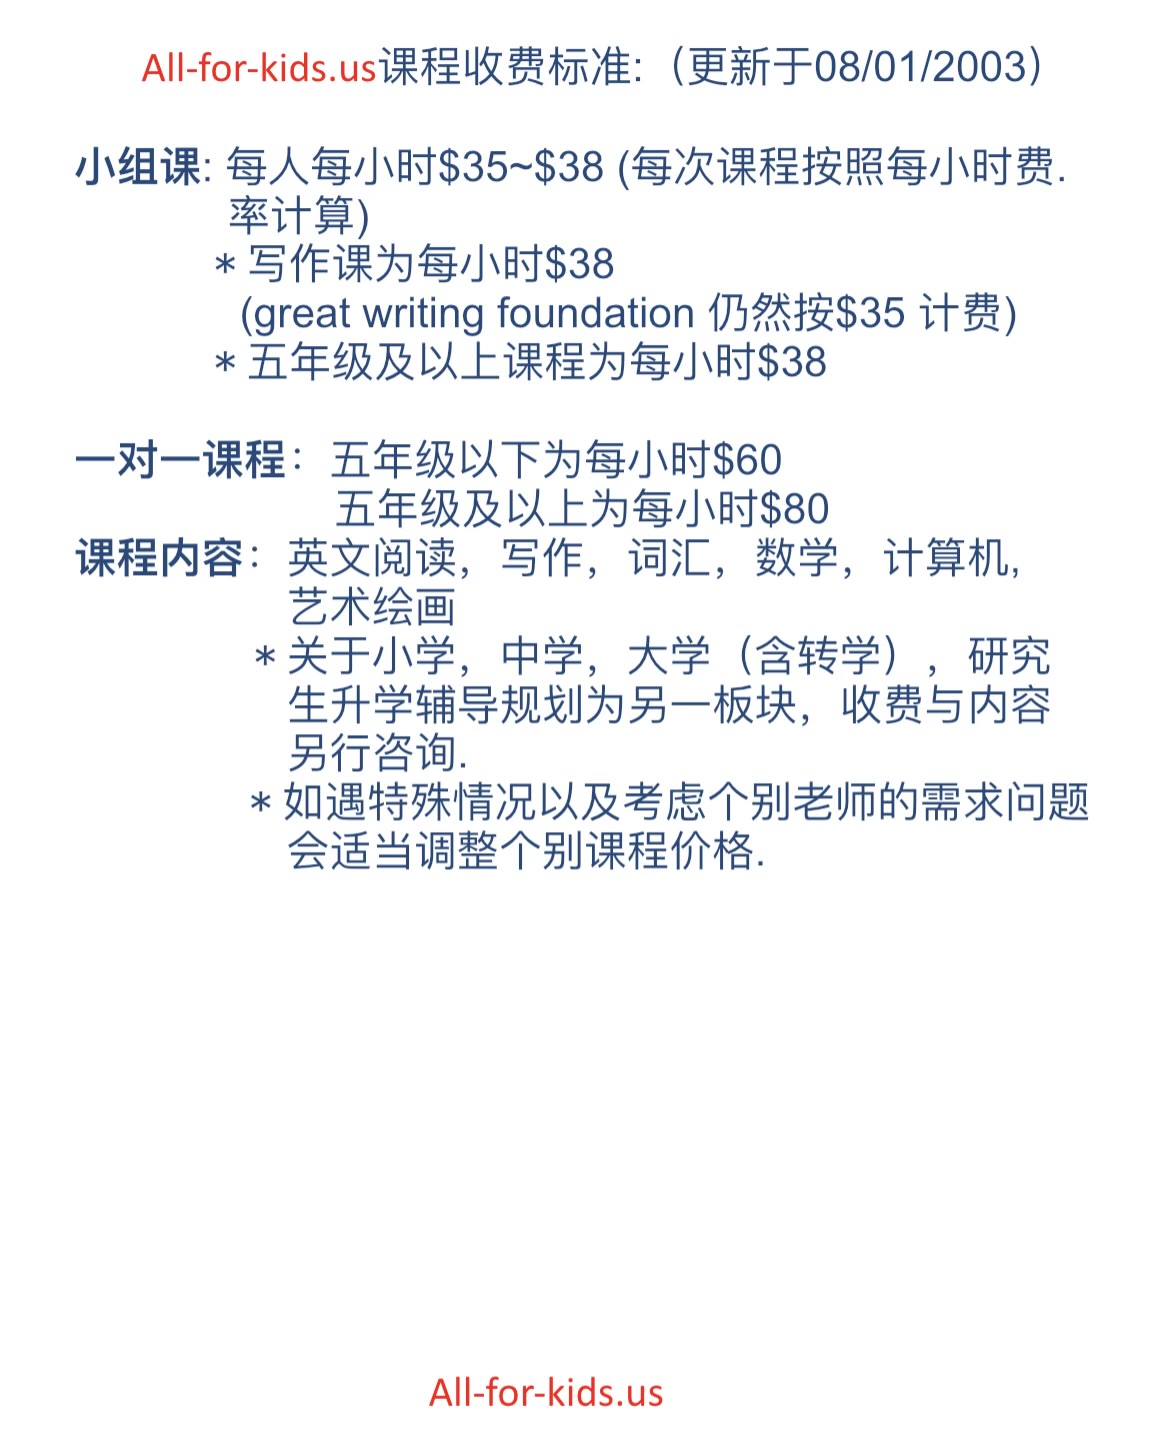 All-for-kids.us课程收费标准:（更新于08/01/2003）
小组课: 每人每小时$35~$38 (每次课程按照每小时费.
率计算)
* 写作课为每小时$38
(great writing foundation 仍然按$35 计费)
* 五年级及以上课程为每小时$38
一对一课程： 五年级以下为每小时$60
五年级及以上为每小时$80
课程内容： 英文阅读，写作，词汇，数学，计算机,
艺术绘画
* 关于小学，中学，大学（含转学），研究
生升学辅导规划为另一板块，收费与内容
另行咨询.
* 如遇特殊情况以及考虑个别老师的需求问题
会适当调整个别课程价格.
All-for-kids.us